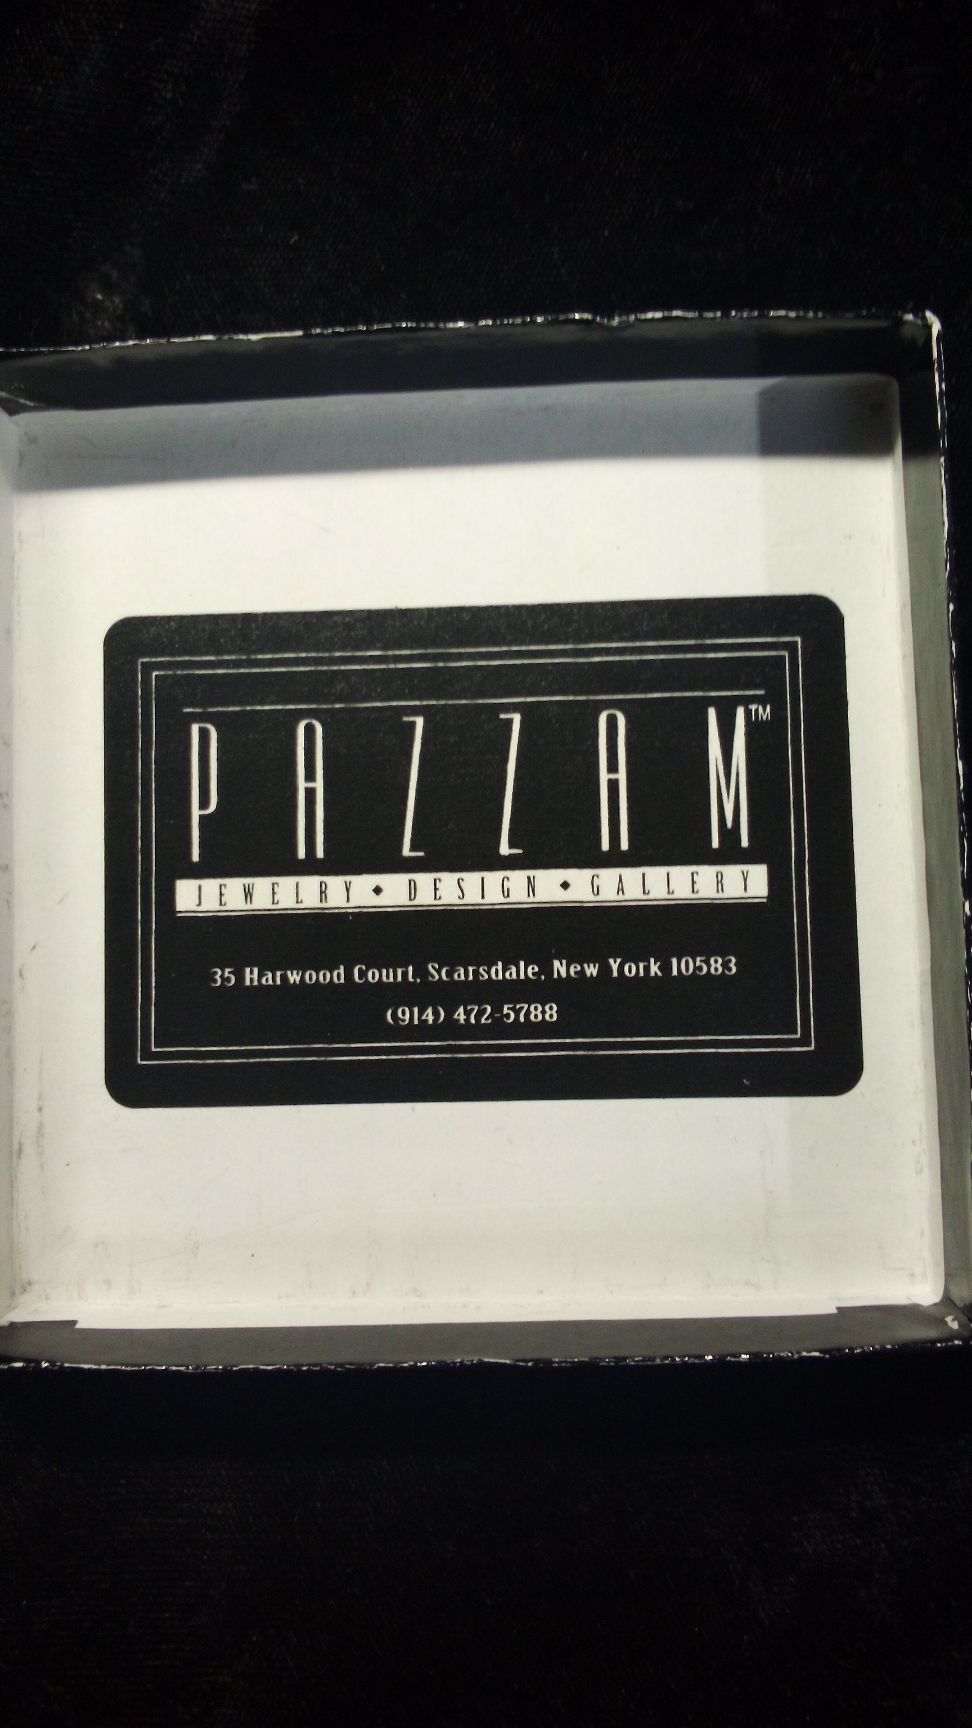 PAZZAM™
JEWELRY ◆ DESIGN ◆ GALLERY
35 Harwood Court, Scarsdale, New York 10583
(914) 472-5788